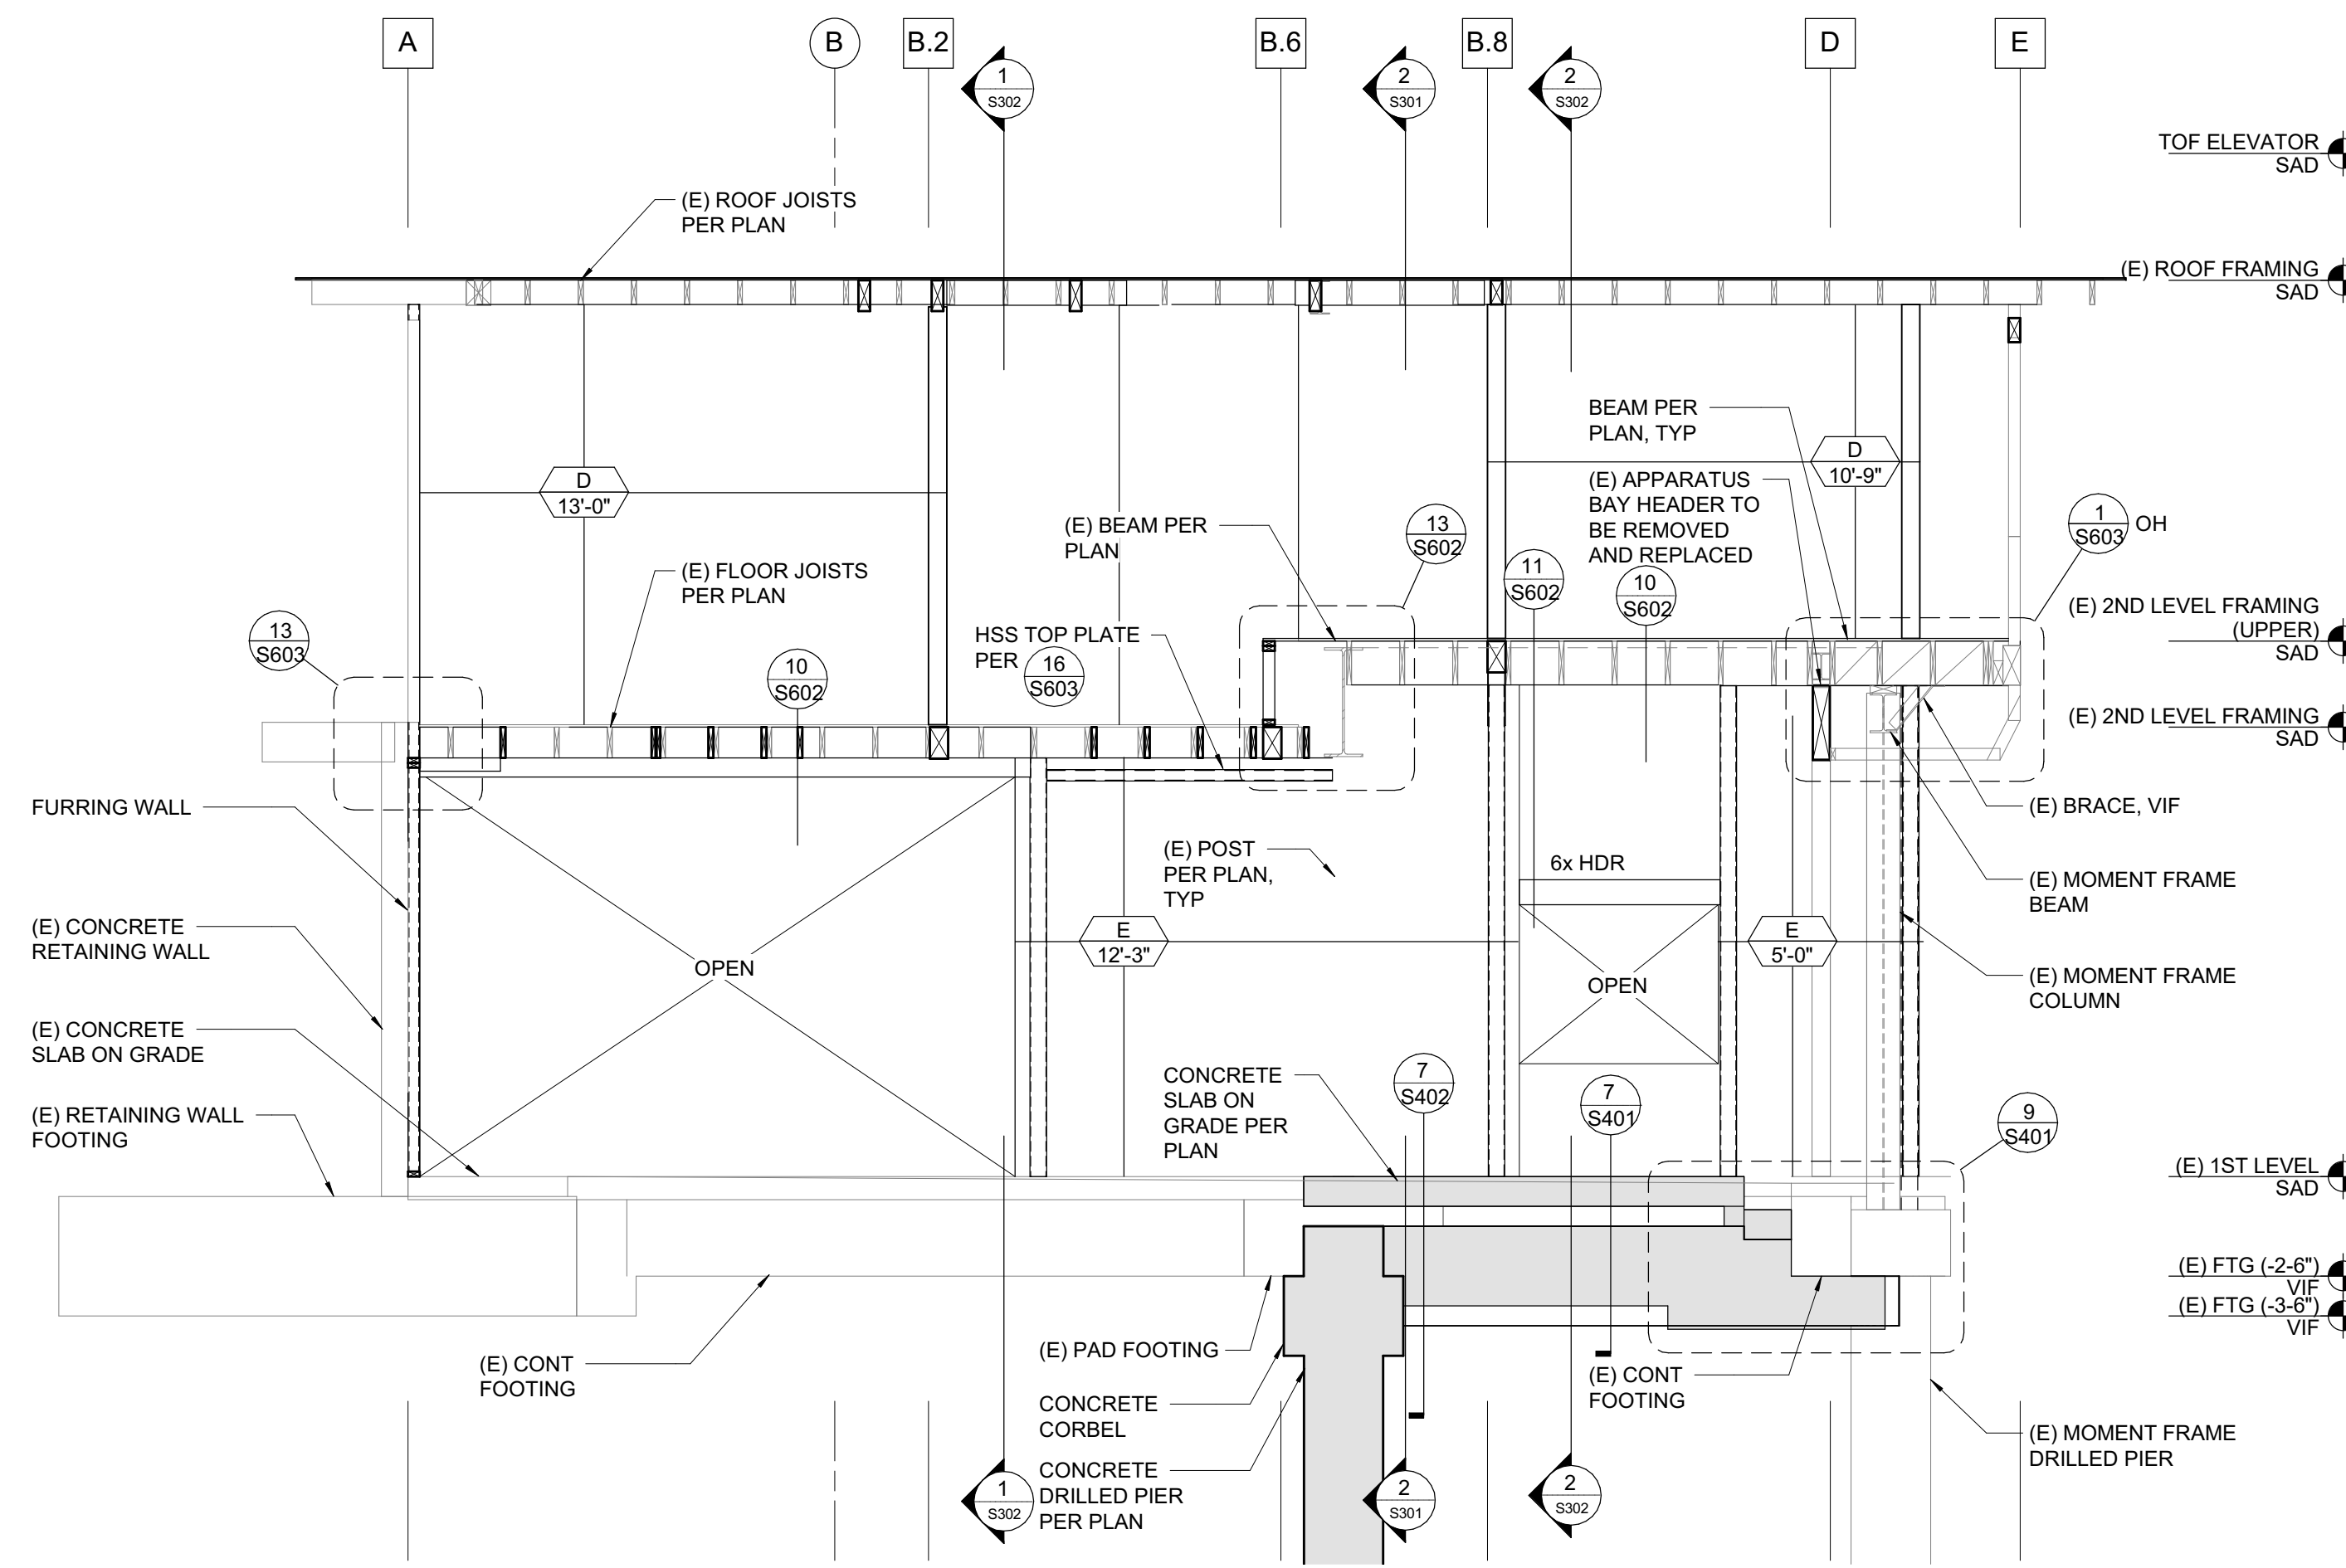 A
B
B.2
B.6
B.8
D
E
1
S302
2
S301
2
S302
TOF ELEVATOR
SAD
(E) ROOF JOISTS
PER PLAN
(E) ROOF FRAMING
SAD
BEAM PER
PLAN, TYP
D
10'-9"
D
13'-0"
(E) APPARATUS
BAY HEADER TO
BE REMOVED
AND REPLACED
(E) BEAM PER
PLAN
13
S602
1
S603
OH
11
S602
10
S602
(E) FLOOR JOISTS
PER PLAN
(E) 2ND LEVEL FRAMING
(UPPER)
SAD
13
S603
HSS TOP PLATE
PER
16
S603
10
S602
(E) 2ND LEVEL FRAMING
SAD
FURRING WALL
(E) BRACE, VIF
(E) POST
PER PLAN,
TYP
6x HDR
(E) MOMENT FRAME
BEAM
(E) CONCRETE
RETAINING WALL
E
12'-3"
E
5'-0"
OPEN
OPEN
(E) MOMENT FRAME
COLUMN
(E) CONCRETE
SLAB ON GRADE
CONCRETE
SLAB ON
GRADE PER
PLAN
7
S402
7
S401
9
S401
(E) RETAINING WALL
FOOTING
(E) 1ST LEVEL
SAD
(E) FTG (-2-6")
VIF
(E) FTG (-3-6")
VIF
(E) PAD FOOTING
(E) CONT
FOOTING
(E) CONT
FOOTING
CONCRETE
CORBEL
(E) MOMENT FRAME
DRILLED PIER
CONCRETE
DRILLED PIER
PER PLAN
1
S302
2
S301
2
S302